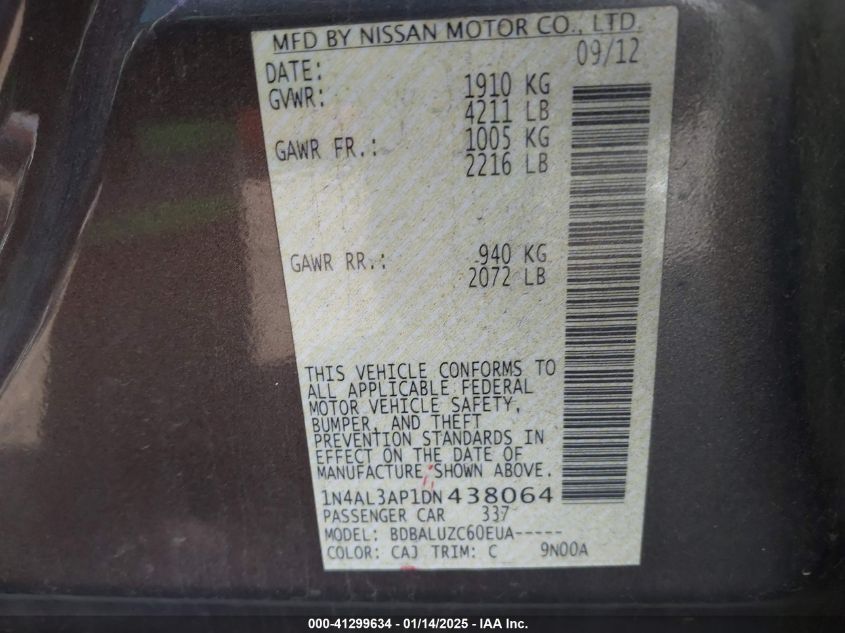 MFD BY NISSAN MOTOR CO., LTD.
DATE: 09/12
GVWR: 1910 KG
4211 LB
GAWR FR.: 1005 KG
2216 LB
GAWR RR.: 940 KG
2072 LB
THIS VEHICLE CONFORMS TO
ALL APPLICABLE FEDERAL
MOTOR VEHICLE SAFETY,
BUMPER, AND THEFT
PREVENTION STANDARDS IN
EFFECT ON THE DATE OF
MANUFACTURE SHOWN ABOVE.
1N4AL3AP1DN438064
PASSENGER CAR 337
MODEL: BDBALUZC60EUA-----
COLOR: CAJ TRIM: C 9N00A
000-41299634 - 01/14/2025 - IAA Inc.